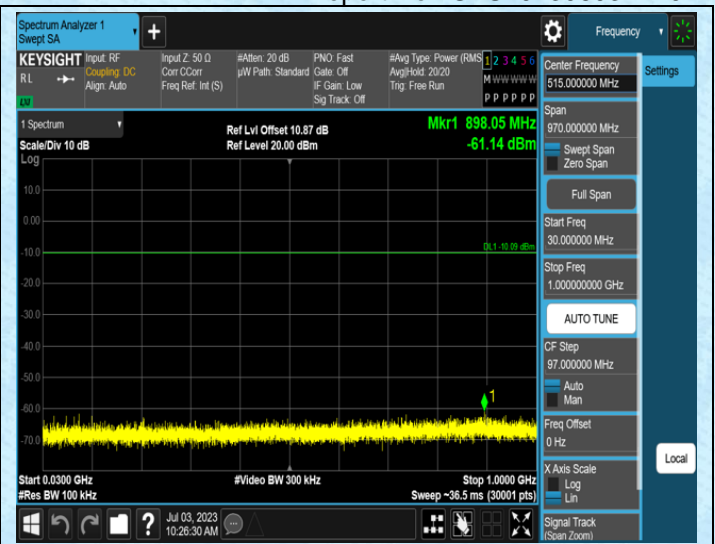 Spectrum Analyzer 1
Swept SA
+
Frequency
KEYSIGHT
RL
LXI
Input: RF
Coupling: DC
Align: Auto
Input Z: 50 Ω
Corr CCorr
Freq Ref: Int (S)
#Atten: 20 dB
µW Path: Standard
PNO: Fast
Gate: Off
IF Gain: Low
Sig Track: Off
#Avg Type: Power (RMS
Avg|Hold: 20/20
Trig: Free Run
1 2 3 4 5 6
M W W W W W
P P P P P P
1 Spectrum
Scale/Div 10 dB
Log
Ref Lvl Offset 10.87 dB
Ref Level 20.00 dBm
Mkr1 898.05 MHz
-61.14 dBm
10.0
0.00
-10.0
-20.0
-30.0
-40.0
-50.0
-60.0
-70.0
DL1 -10.09 dBm
1
Start 0.0300 GHz
#Res BW 100 kHz
#Video BW 300 kHz
Stop 1.0000 GHz
Sweep ~36.5 ms (30001 pts)
?
Jul 03, 2023
10:26:30 AM
Center Frequency
515.000000 MHz
Settings
Span
970.000000 MHz
Swept Span
Zero Span
Full Span
Start Freq
30.000000 MHz
Stop Freq
1.000000000 GHz
AUTO TUNE
CF Step
97.000000 MHz
Auto
Man
Freq Offset
0 Hz
X Axis Scale
Log
Lin
Local
Signal Track
(Span Zoom)